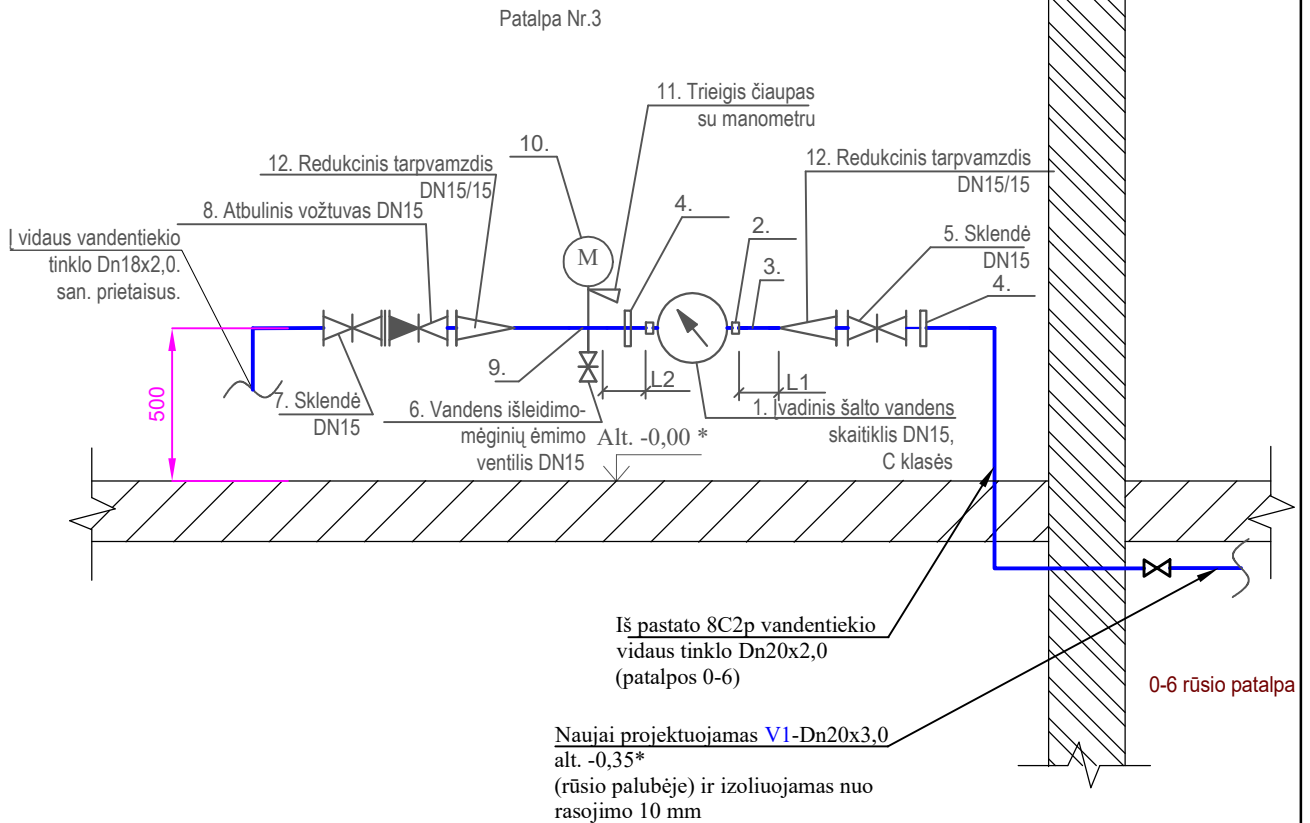 Patalpa Nr.3
11. Trieigis čiaupas
su manometru
10.
12. Redukcinis tarpvamzdis
DN15/15
12. Redukcinis tarpvamzdis
DN15/15
8. Atbulinis vožtuvas DN15
4.
2.
5. Sklendė
DN15
Į vidaus vandentiekio
tinklo Dn18x2,0.
san. prietaisus.
M
3.
4.
500
9.
L2
L1
7. Sklendė
DN15
6. Vandens išleidimo-
mėginių ėmimo
ventilis DN15
Alt. -0,00 *
1. Įvadinis šalto vandens
skaitiklis DN15,
C klasės
Iš pastato 8C2p vandentiekio
vidaus tinklo Dn20x2,0
(patalpos 0-6)
0-6 rūsio patalpa
Naujai projektuojamas V1-Dn20x3,0
alt. -0,35*
(rūsio palubėje) ir izoliuojamas nuo
rasojimo 10 mm